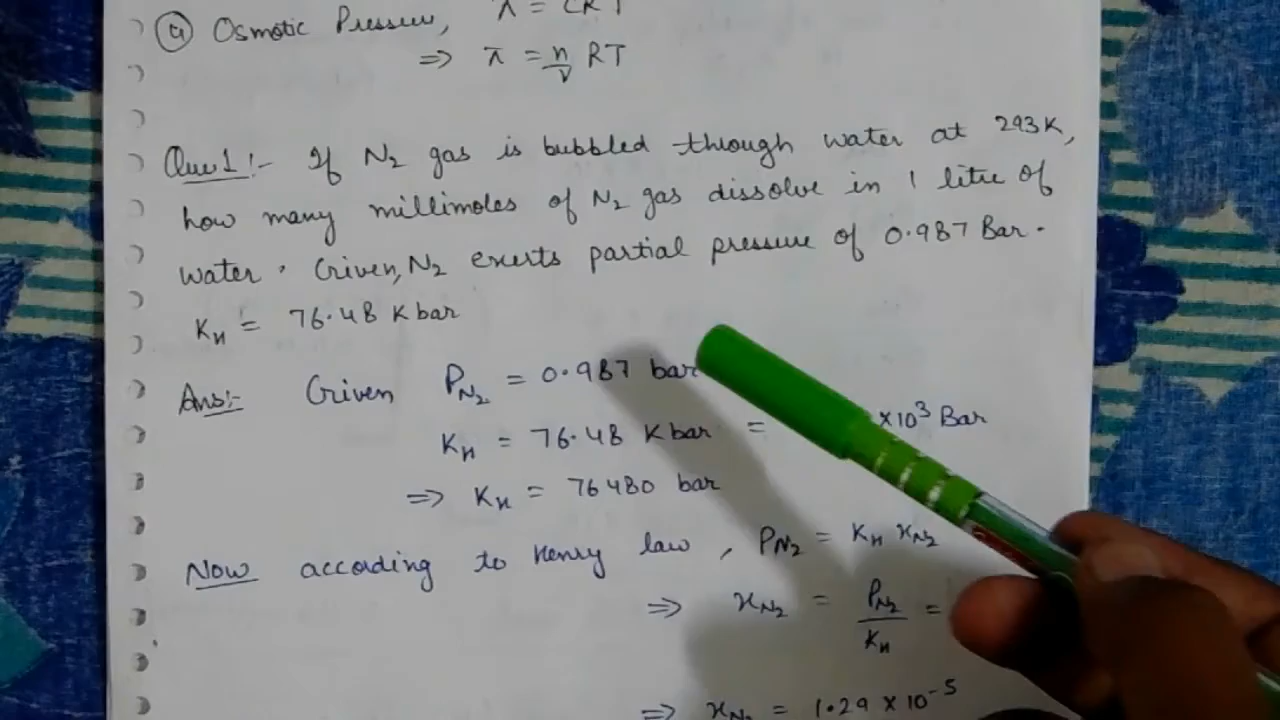 ④ Osmotic Pressure, π = CRT
⇒ π = n/V RT
Que1:- If N₂ gas is bubbled through water at 293K,
how many millimoles of N₂ gas dissolve in 1 litre of
water. Given, N₂ exerts partial pressure of 0.987 Bar.
K_H = 76.48 K bar
Ans:- Given P_N₂ = 0.987 bar
K_H = 76.48 K bar = ×10³ Bar
⇒ K_H = 76480 bar
Now according to Henry law, P_N₂ = K_H x_N₂
⇒ x_N₂ = P_N₂/K_H =
⇒ x_N₂ = 1.29 × 10⁻⁵